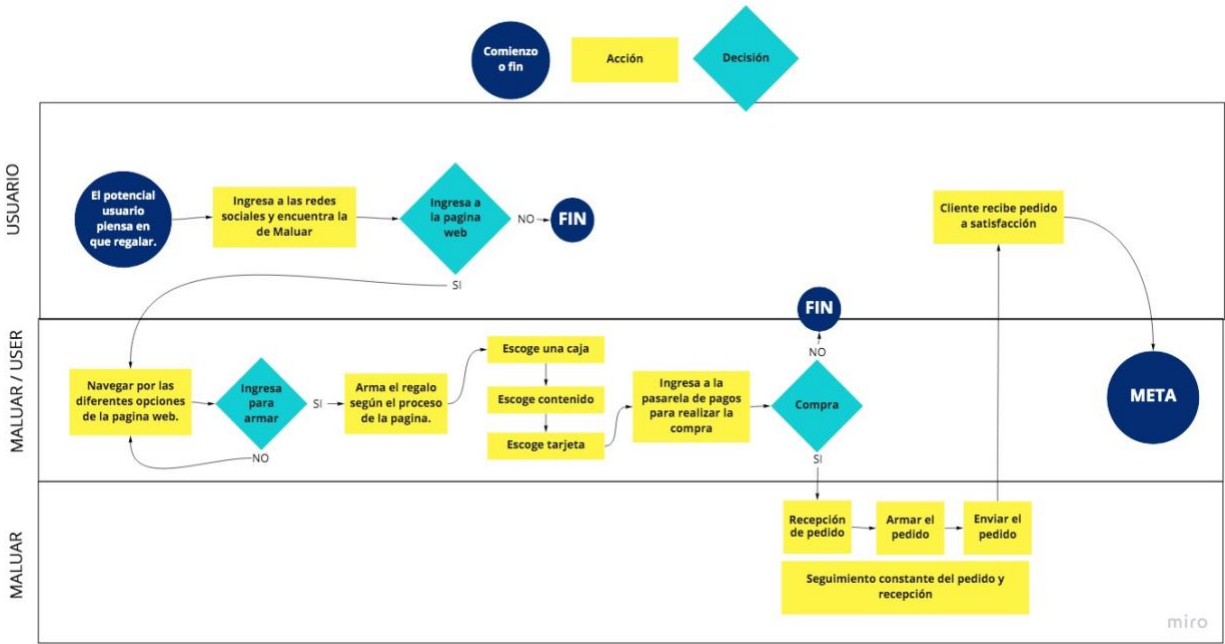 Comienzo
o fin
Acción
Decisión
USUARIO
El potencial
usuario
piensa en
que regalar.
Ingresa a las redes
sociales y encuentra la
de Maluar
Ingresa a
la pagina
web
NO
FIN
SI
Cliente recibe pedido
a satisfacción
MALUAR / USER
Navegar por las
diferentes opciones
de la pagina web.
Ingresa
para
armar
SI
NO
Arma el regalo
según el proceso
de la pagina.
Escoge una caja
Escoge contenido
Escoge tarjeta
Ingresa a la
pasarela de pagos
para realizar la
compra
FIN
NO
Compra
SI
META
MALUAR
Recepción
de pedido
Armar el
pedido
Enviar el
pedido
Seguimiento constante del pedido y
recepción
miro